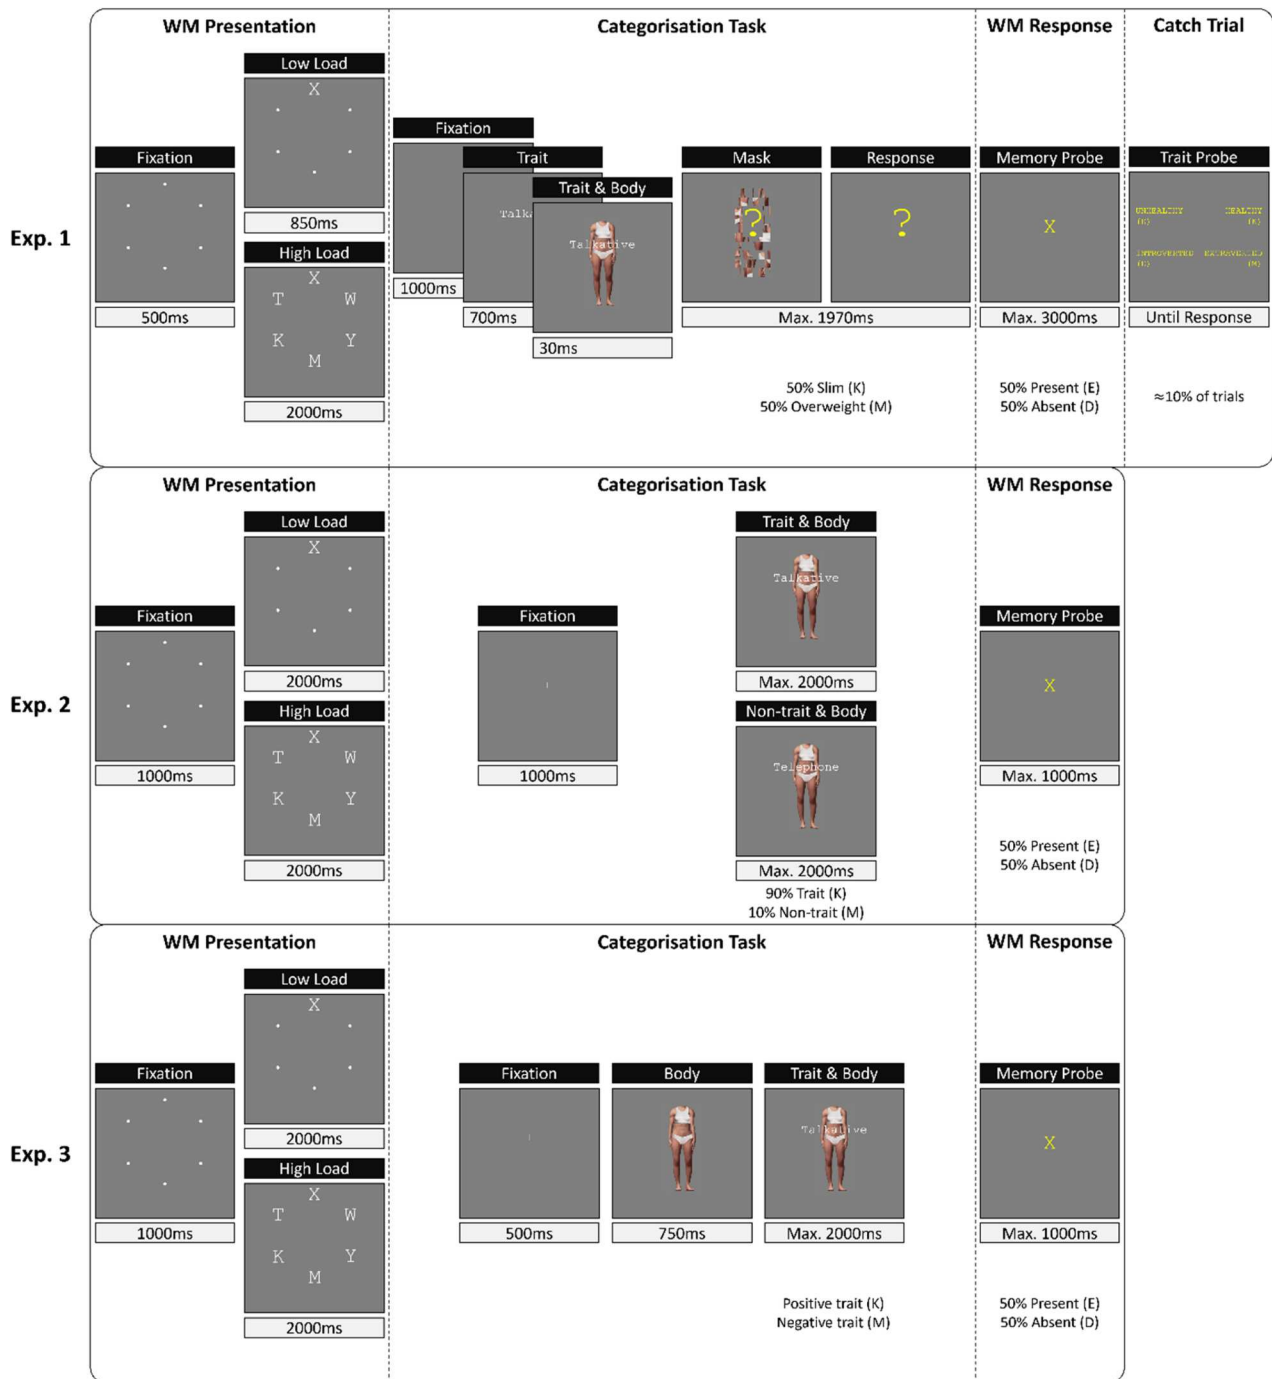 WM Presentation
Categorisation Task
WM Response
Catch Trial
Exp. 1
Fixation
500ms
Low Load
X
850ms
High Load
X
T W
K Y
M
2000ms
Fixation
1000ms
Trait
Talka
700ms
Trait & Body
Talkative
30ms
Mask
?
Response
?
Max. 1970ms
50% Slim (K)
50% Overweight (M)
Memory Probe
X
Max. 3000ms
50% Present (E)
50% Absent (D)
Trait Probe
UNHEALTHY HEALTHY
(K)
INTROVERTED EXTRAVERTED
(M)
Until Response
≈10% of trials
WM Presentation
Categorisation Task
WM Response
Exp. 2
Fixation
1000ms
Low Load
X
2000ms
High Load
X
T W
K Y
M
2000ms
Fixation
1000ms
Trait & Body
Talkative
Max. 2000ms
Non-trait & Body
Telephone
Max. 2000ms
90% Trait (K)
10% Non-trait (M)
Memory Probe
X
Max. 1000ms
50% Present (E)
50% Absent (D)
WM Presentation
Categorisation Task
WM Response
Exp. 3
Fixation
1000ms
Low Load
X
2000ms
High Load
X
T W
K Y
M
2000ms
Fixation
500ms
Body
750ms
Trait & Body
Talkative
Max. 2000ms
Positive trait (K)
Negative trait (M)
Memory Probe
X
Max. 1000ms
50% Present (E)
50% Absent (D)